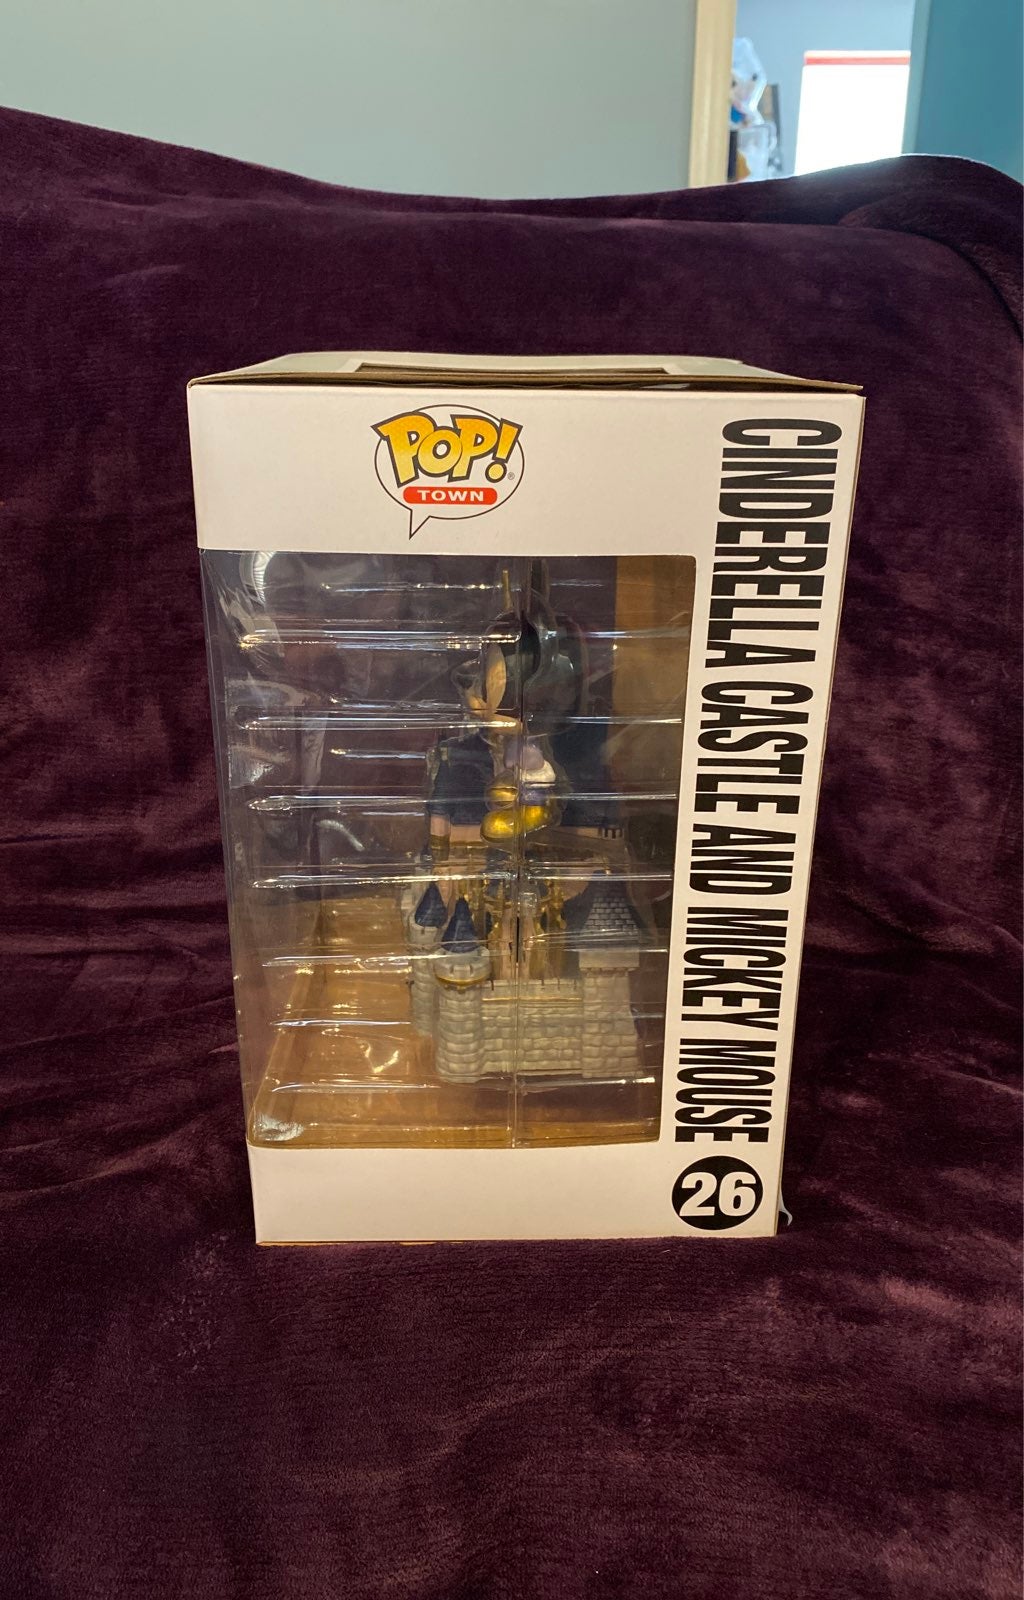 POP!
TOWN
CINDERELLA CASTLE AND MICKEY MOUSE
26